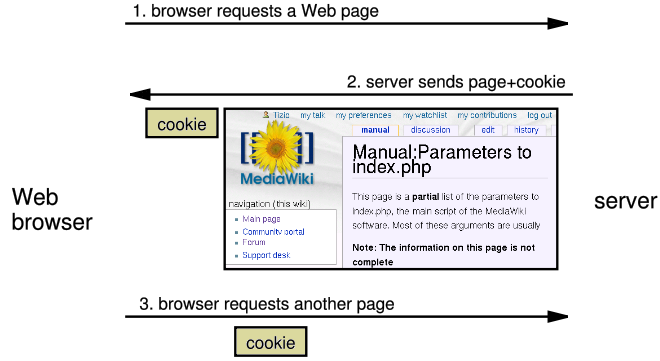 1. browser requests a Web page
2. server sends page+cookie
cookie
Tizio my talk my preferences my watchlist my contributions log out
manual discussion edit history
[[ ]]
MediaWiki
Manual:Parameters to
index.php
This page is a partial list of the parameters to
index.php, the main script of the MediaWiki
software. Most of these arguments are usually
Note: The information on this page is not
complete
navigation (this wiki)
Main page
Community portal
Forum
Support desk
Web
browser
server
3. browser requests another page
cookie